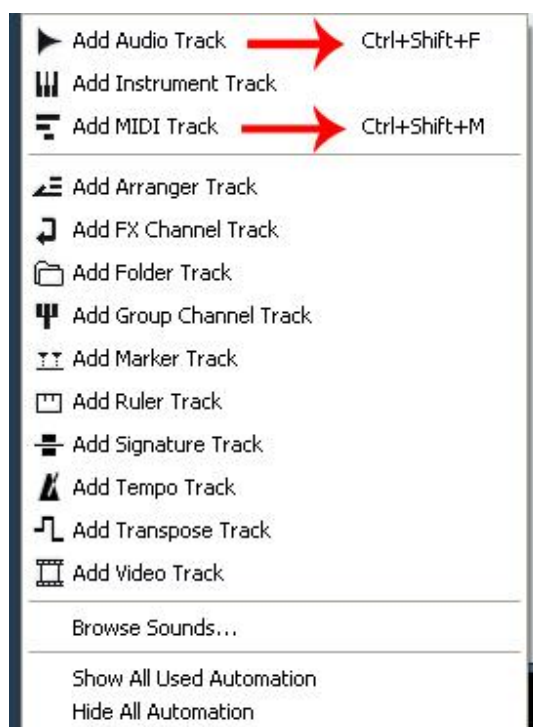 Add Audio Track Ctrl+Shift+F
Add Instrument Track
Add MIDI Track Ctrl+Shift+M
Add Arranger Track
Add FX Channel Track
Add Folder Track
Add Group Channel Track
Add Marker Track
Add Ruler Track
Add Signature Track
Add Tempo Track
Add Transpose Track
Add Video Track
Browse Sounds...
Show All Used Automation
Hide All Automation